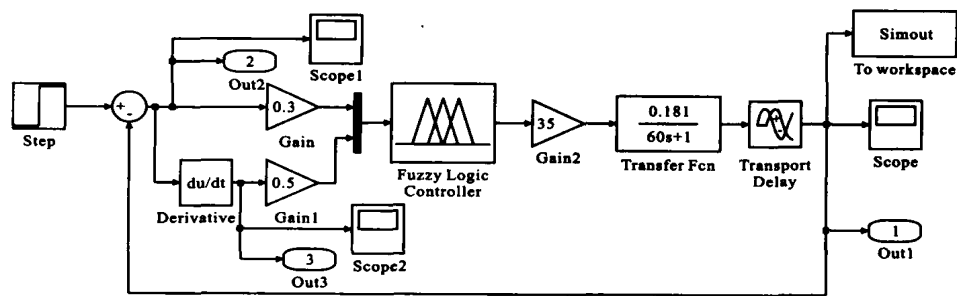 Step
+
-
2
Out2
Scope1
0.3
Gain
du/dt
Derivative
0.5
Gain1
3
Out3
Scope2
Fuzzy Logic
Controller
35
Gain2
0.181
60s+1
Transfer Fcn
Transport
Delay
Simout
To workspace
Scope
1
Out1